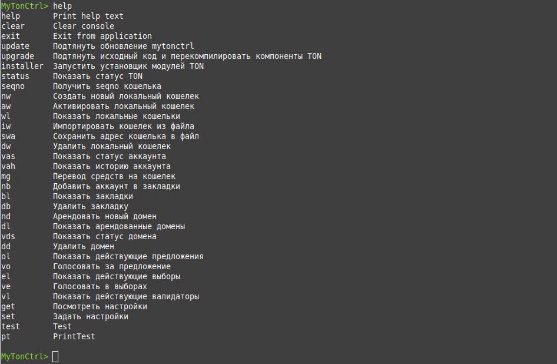 MyTonCtrl> help
help Print help text
clear Clear console
exit Exit from application
update Подтянуть обновление mytonctrl
upgrade Подтянуть исходный код и перекомпилировать компоненты TON
installer Запустить установщик модулей TON
status Показать статус TON
seqno Получить seqno кошелька
nw Создать новый локальный кошелек
aw Активировать локальный кошелек
wl Показать локальные кошельки
iw Импортировать кошелек из файла
swa Сохранить адрес кошелька в файл
dw Удалить локальный кошелек
vas Показать статус аккаунта
vah Показать историю аккаунта
mg Перевод средств на кошелек
nb Добавить аккаунт в закладки
bl Показать закладки
db Удалить закладку
nd Арендовать новый домен
dl Показать арендованные домены
vds Показать статус домена
dd Удалить домен
ol Показать действующие предложения
vo Голосовать за предложение
el Показать действующие выборы
ve Голосовать в выборах
vl Показать действующие валидаторы
get Посмотреть настройки
set Задать настройки
test Test
pt PrintTest
MyTonCtrl>